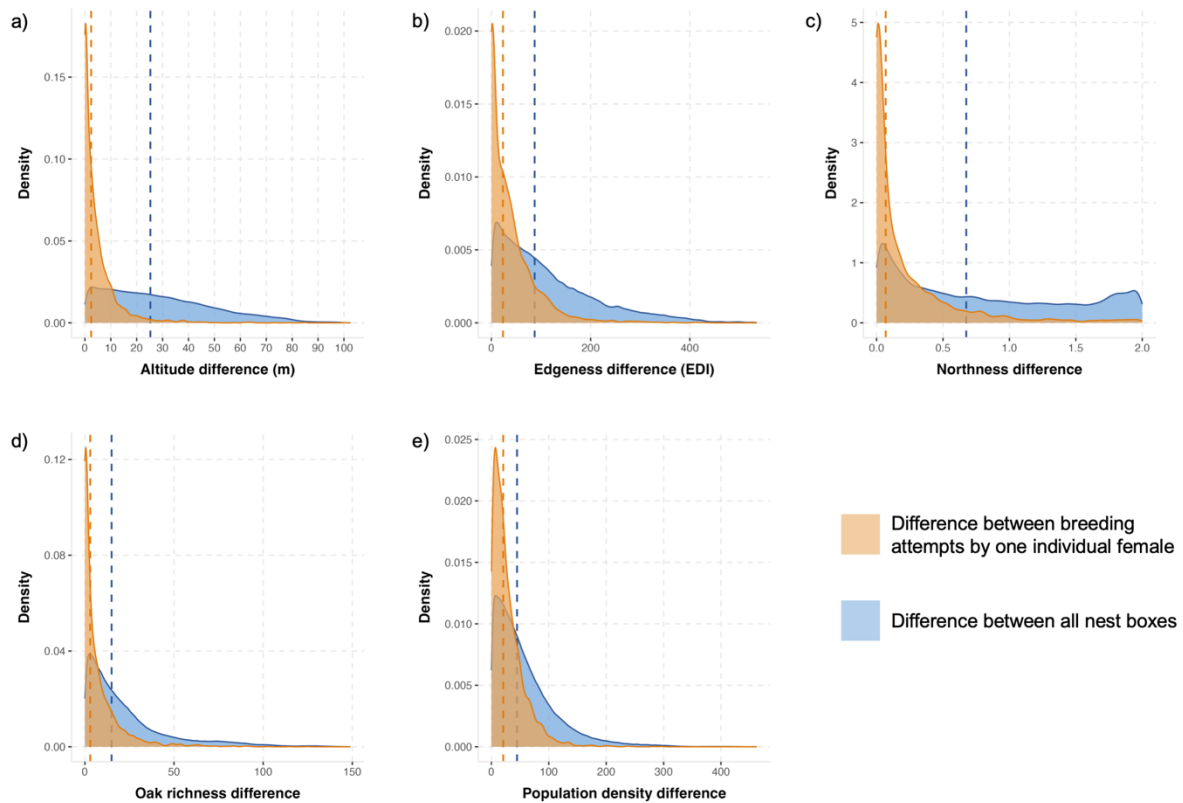 a)
0.15
0.10
0.05
0.00
Density
0 10 20 30 40 50 60 70 80 90 100
Altitude difference (m)
b)
0.020
0.015
0.010
0.005
0.000
Density
0 200 400
Edgeness difference (EDI)
c)
5
4
3
2
1
0
Density
0.0 0.5 1.0 1.5 2.0
Northness difference
d)
0.12
0.08
0.04
0.00
Density
0 50 100 150
Oak richness difference
e)
0.025
0.020
0.015
0.010
0.005
0.000
Density
0 100 200 300 400
Population density difference
Difference between breeding
attempts by one individual female
Difference between all nest boxes